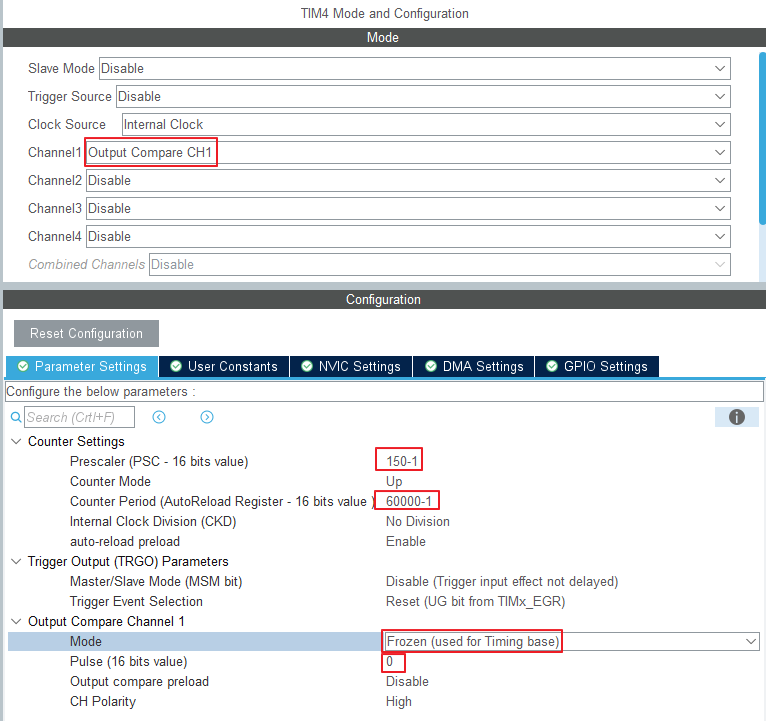 TIM4 Mode and Configuration
Mode
Slave Mode Disable
Trigger Source Disable
Clock Source Internal Clock
Channel1 Output Compare CH1
Channel2 Disable
Channel3 Disable
Channel4 Disable
Combined Channels Disable
Configuration
Reset Configuration
Parameter Settings User Constants NVIC Settings DMA Settings GPIO Settings
Configure the below parameters :
Search (Crtl+F)
Counter Settings
Prescaler (PSC - 16 bits value) 150-1
Counter Mode Up
Counter Period (AutoReload Register - 16 bits value ) 60000-1
Internal Clock Division (CKD) No Division
auto-reload preload Enable
Trigger Output (TRGO) Parameters
Master/Slave Mode (MSM bit) Disable (Trigger input effect not delayed)
Trigger Event Selection Reset (UG bit from TIMx_EGR)
Output Compare Channel 1
Mode Frozen (used for Timing base)
Pulse (16 bits value) 0
Output compare preload Disable
CH Polarity High